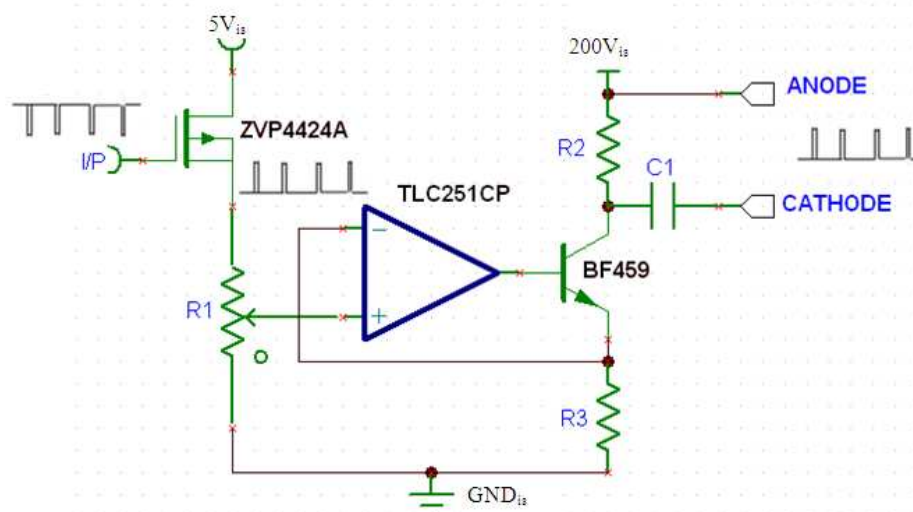 5Vis
200Vis
ANODE
ZVP4424A
I/P
R2
C1
TLC251CP
CATHODE
−
BF459
R1
+
R3
GNDis